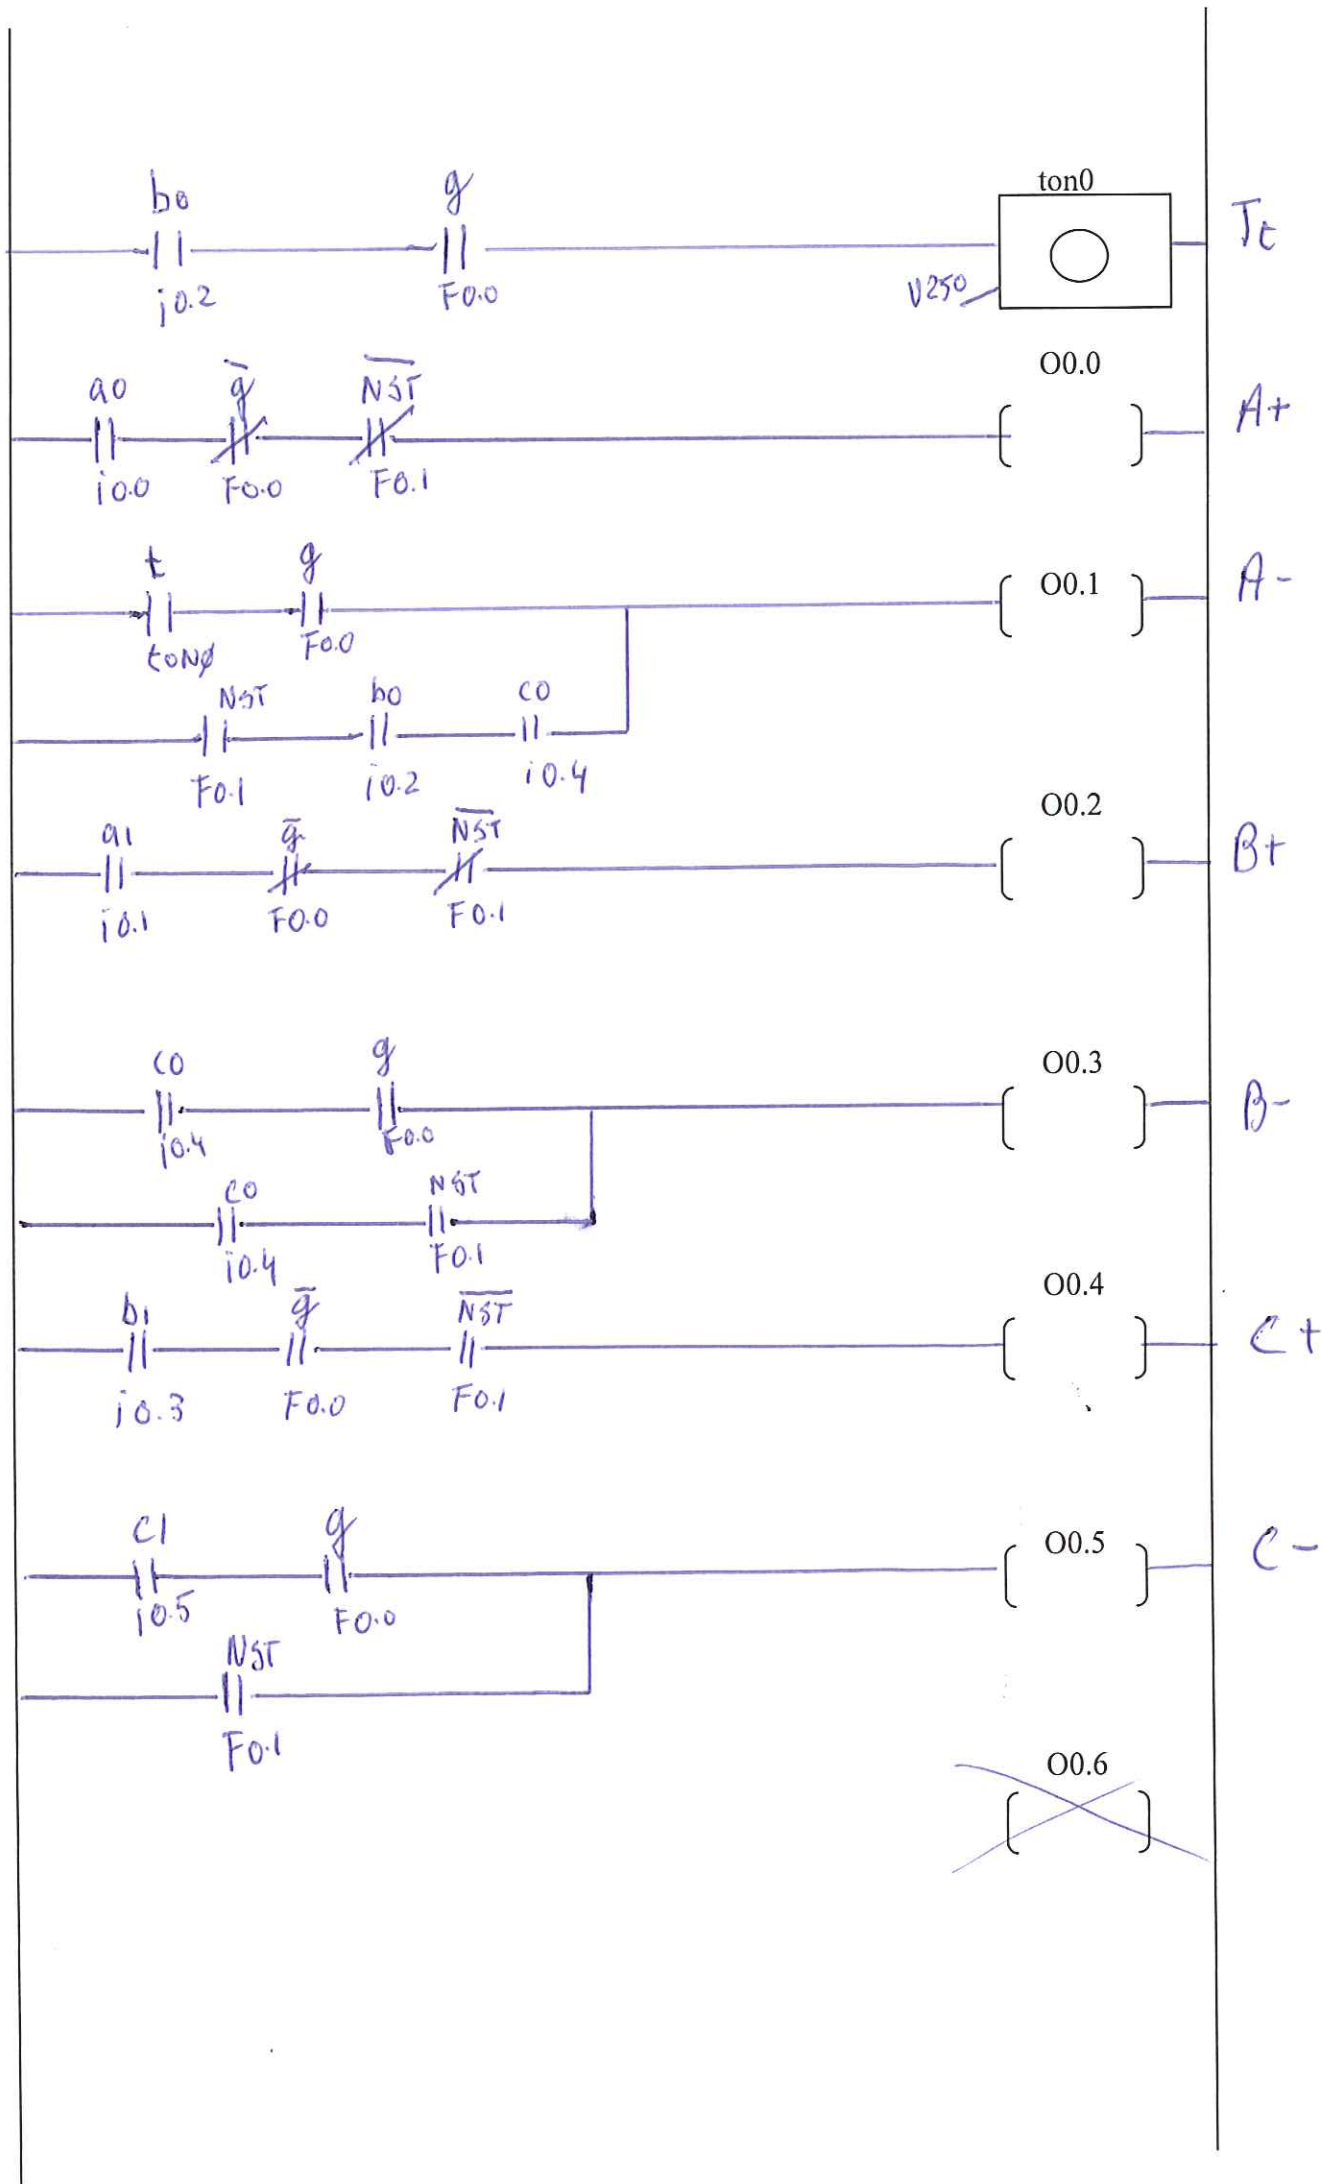 ton0
b0 g Tt
i0.2 F0.0 V250
O0.0
a0 g̅ N̅S̅T̅ A+
i0.0 F0.0 F0.1
t g O0.1 A-
toN0 F0.0
NST b0 c0
F0.1 i0.2 i0.4
O0.2
a1 g̅ N̅S̅T̅ B+
i0.1 F0.0 F0.1
c0 g O0.3 B-
i0.4 F0.0
c0 NST
i0.4 F0.1
O0.4
b1 g̅ N̅S̅T̅ C+
i0.3 F0.0 F0.1
c1 g O0.5 C-
i0.5 F0.0
NST
F0.1
O0.6